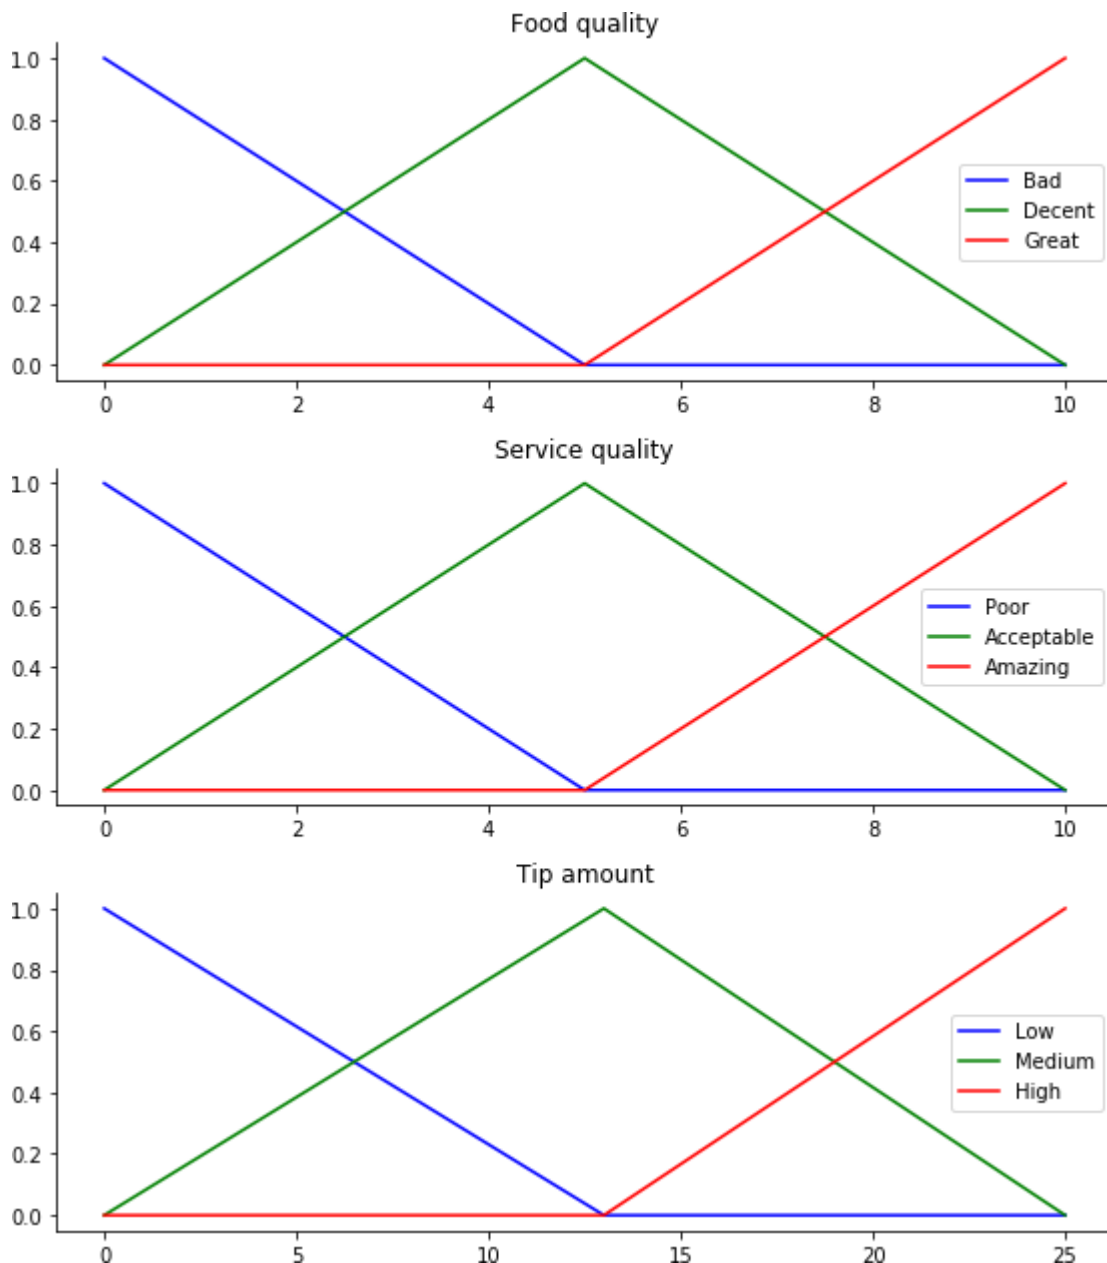 Food quality
1.0
0.8
0.6
0.4
0.2
0.0
Bad
Decent
Great
0 2 4 6 8 10
Service quality
1.0
0.8
0.6
0.4
0.2
0.0
Poor
Acceptable
Amazing
0 2 4 6 8 10
Tip amount
1.0
0.8
0.6
0.4
0.2
0.0
Low
Medium
High
0 5 10 15 20 25